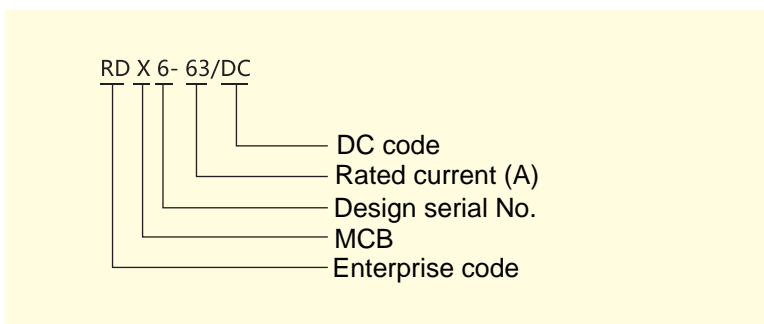 RD X 6- 63/DC
DC code
Rated current (A)
Design serial No.
MCB
Enterprise code